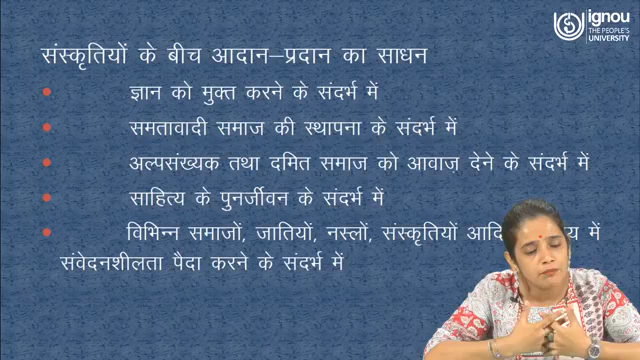 ignou
THE PEOPLE'S
UNIVERSITY
संस्कृतियों के बीच आदान–प्रदान का साधन
ज्ञान को मुक्त करने के संदर्भ में
समतावादी समाज की स्थापना के संदर्भ में
अल्पसंख्यक तथा दमित समाज को आवाज़ देने के संदर्भ में
साहित्य के पुनर्जीवन के संदर्भ में
विभिन्न समाजों, जातियों, नस्लों, संस्कृतियों आदि में
संवेदनशीलता पैदा करने के संदर्भ में